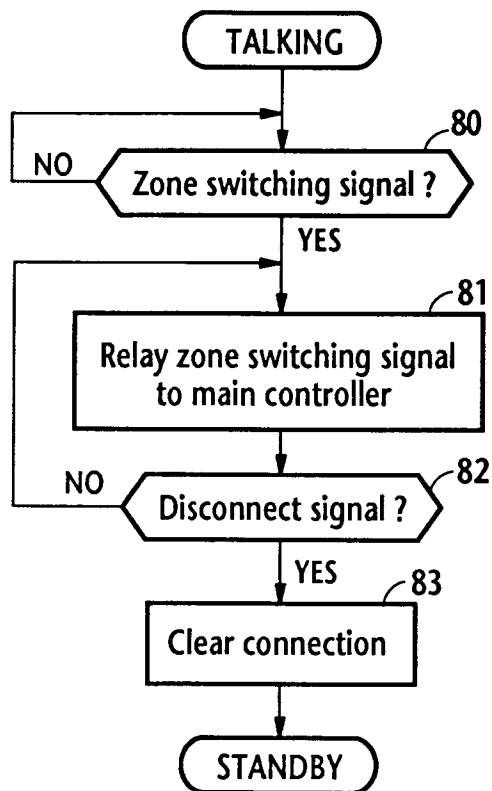 TALKING
80
NO
Zone switching signal ?
YES
81
Relay zone switching signal
to main controller
82
NO
Disconnect signal ?
YES
83
Clear connection
STANDBY